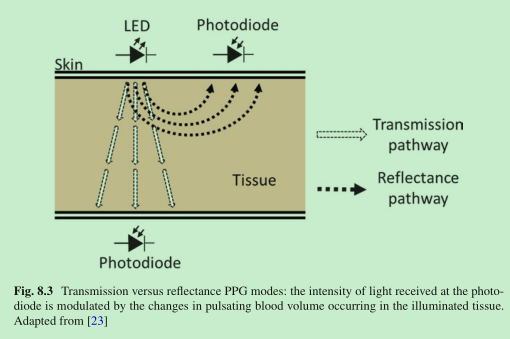 LED
Photodiode
Skin
Transmission
pathway
Tissue
Reflectance
pathway
Photodiode
Fig. 8.3 Transmission versus reflectance PPG modes: the intensity of light received at the photo-
diode is modulated by the changes in pulsating blood volume occurring in the illuminated tissue.
Adapted from [23]